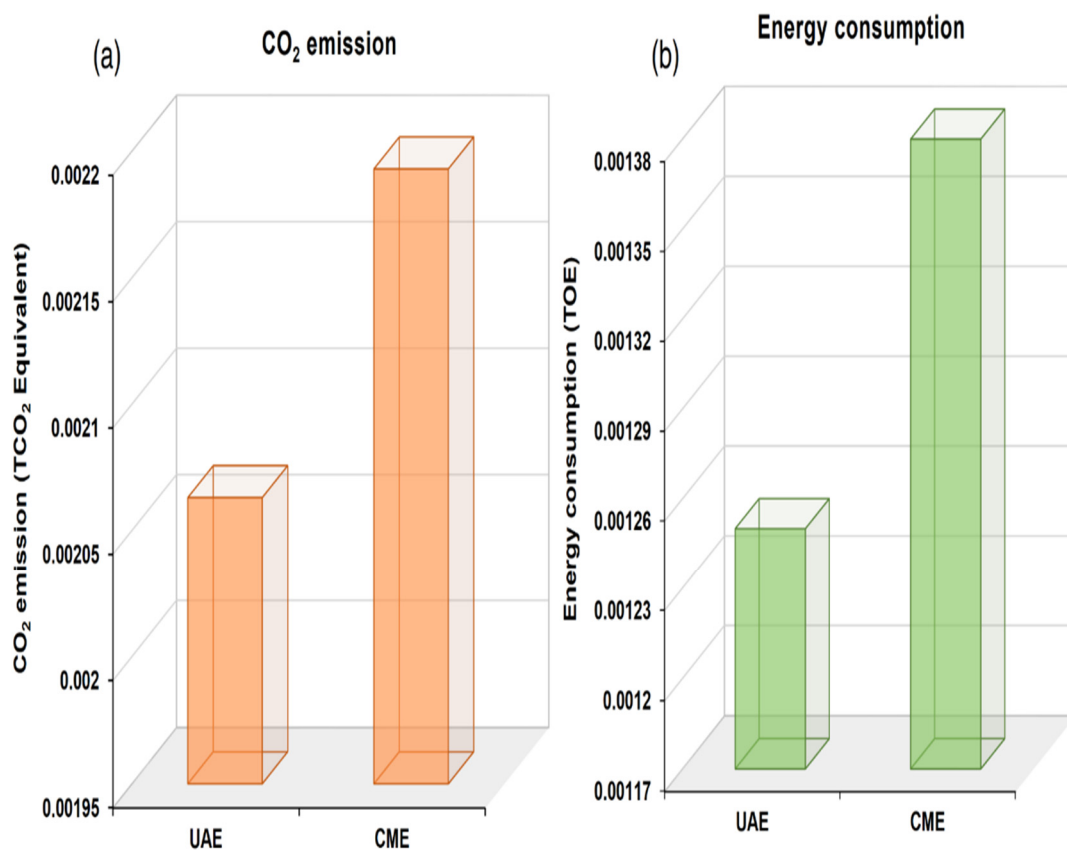 (a)
CO₂ emission
CO₂ emission (TCO₂ Equivalent)
0.0022
0.00215
0.0021
0.00205
0.002
0.00195
UAE
CME
(b)
Energy consumption
Energy consumption (TOE)
0.00138
0.00135
0.00132
0.00129
0.00126
0.00123
0.0012
0.00117
UAE
CME